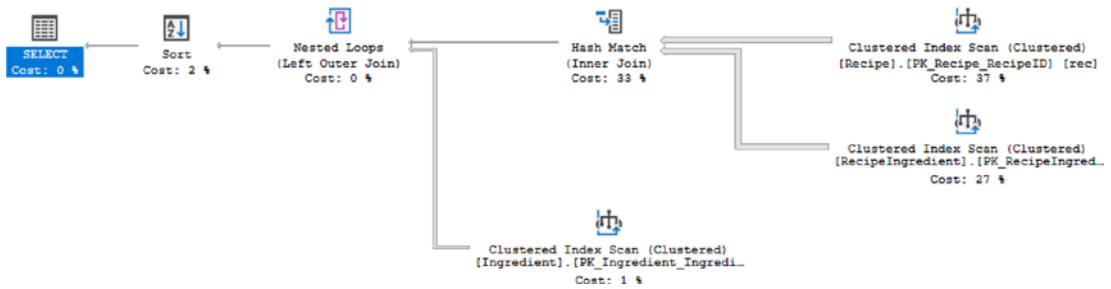 SELECT
Cost: 0 %
Sort
Cost: 2 %
Nested Loops
(Left Outer Join)
Cost: 0 %
Hash Match
(Inner Join)
Cost: 33 %
Clustered Index Scan (Clustered)
[Recipe].[PK_Recipe_RecipeID] [rec]
Cost: 37 %
Clustered Index Scan (Clustered)
[RecipeIngredient].[PK_RecipeIngred…
Cost: 27 %
Clustered Index Scan (Clustered)
[Ingredient].[PK_Ingredient_Ingredi…
Cost: 1 %